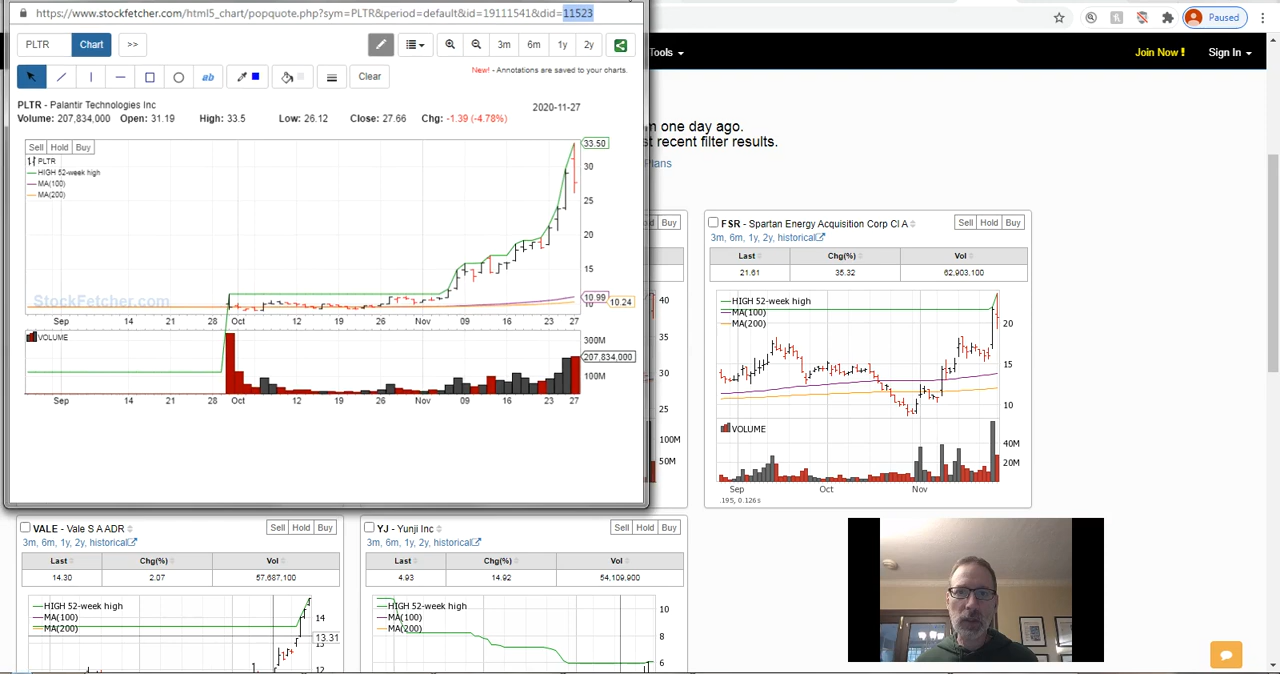 https://www.stockfetcher.com/html5_chart/popquote.php?sym=PLTR&period=default&id=19111541&did=11523
Paused
PLTR Chart >> 3m 6m 1y 2y
Tools
Join Now ! Sign In
ab Clear New! - Annotations are saved to your charts.
PLTR - Palantir Technologies Inc 2020-11-27
Volume: 207,834,000 Open: 31.19 High: 33.5 Low: 26.12 Close: 27.66 Chg: -1.39 (-4.78%)
m one day ago.
st recent filter results.
Plans
Sell Hold Buy
PLTR
HIGH 52-week high
MA(100)
MA(200)
33.50
30
25
20
15
10
10.99 10.24
StockFetcher.com
Sep 14 21 28 Oct 12 19 26 Nov 09 16 23 27
VOLUME
300M
207,834,000
100M
Sep 14 21 28 Oct 12 19 26 Nov 09 16 23 27
Buy
40
35
30
25
100M
50M
FSR - Spartan Energy Acquisition Corp Cl A Sell Hold Buy
3m, 6m, 1y, 2y, historical
Last Chg(%) Vol
21.61 35.32 62,903,100
HIGH 52-week high
MA(100)
MA(200)
20
15
10
VOLUME
40M
20M
Sep Oct Nov
.195, 0.126s
VALE - Vale S A ADR Sell Hold Buy
3m, 6m, 1y, 2y, historical
Last Chg(%) Vol
14.30 2.07 57,687,100
HIGH 52-week high
MA(100)
MA(200)
14
13.31
12
YJ - Yunji Inc Sell Hold Buy
3m, 6m, 1y, 2y, historical
Last Chg(%) Vol
4.93 14.92 54,109,900
HIGH 52-week high
MA(100)
MA(200)
10
8
6